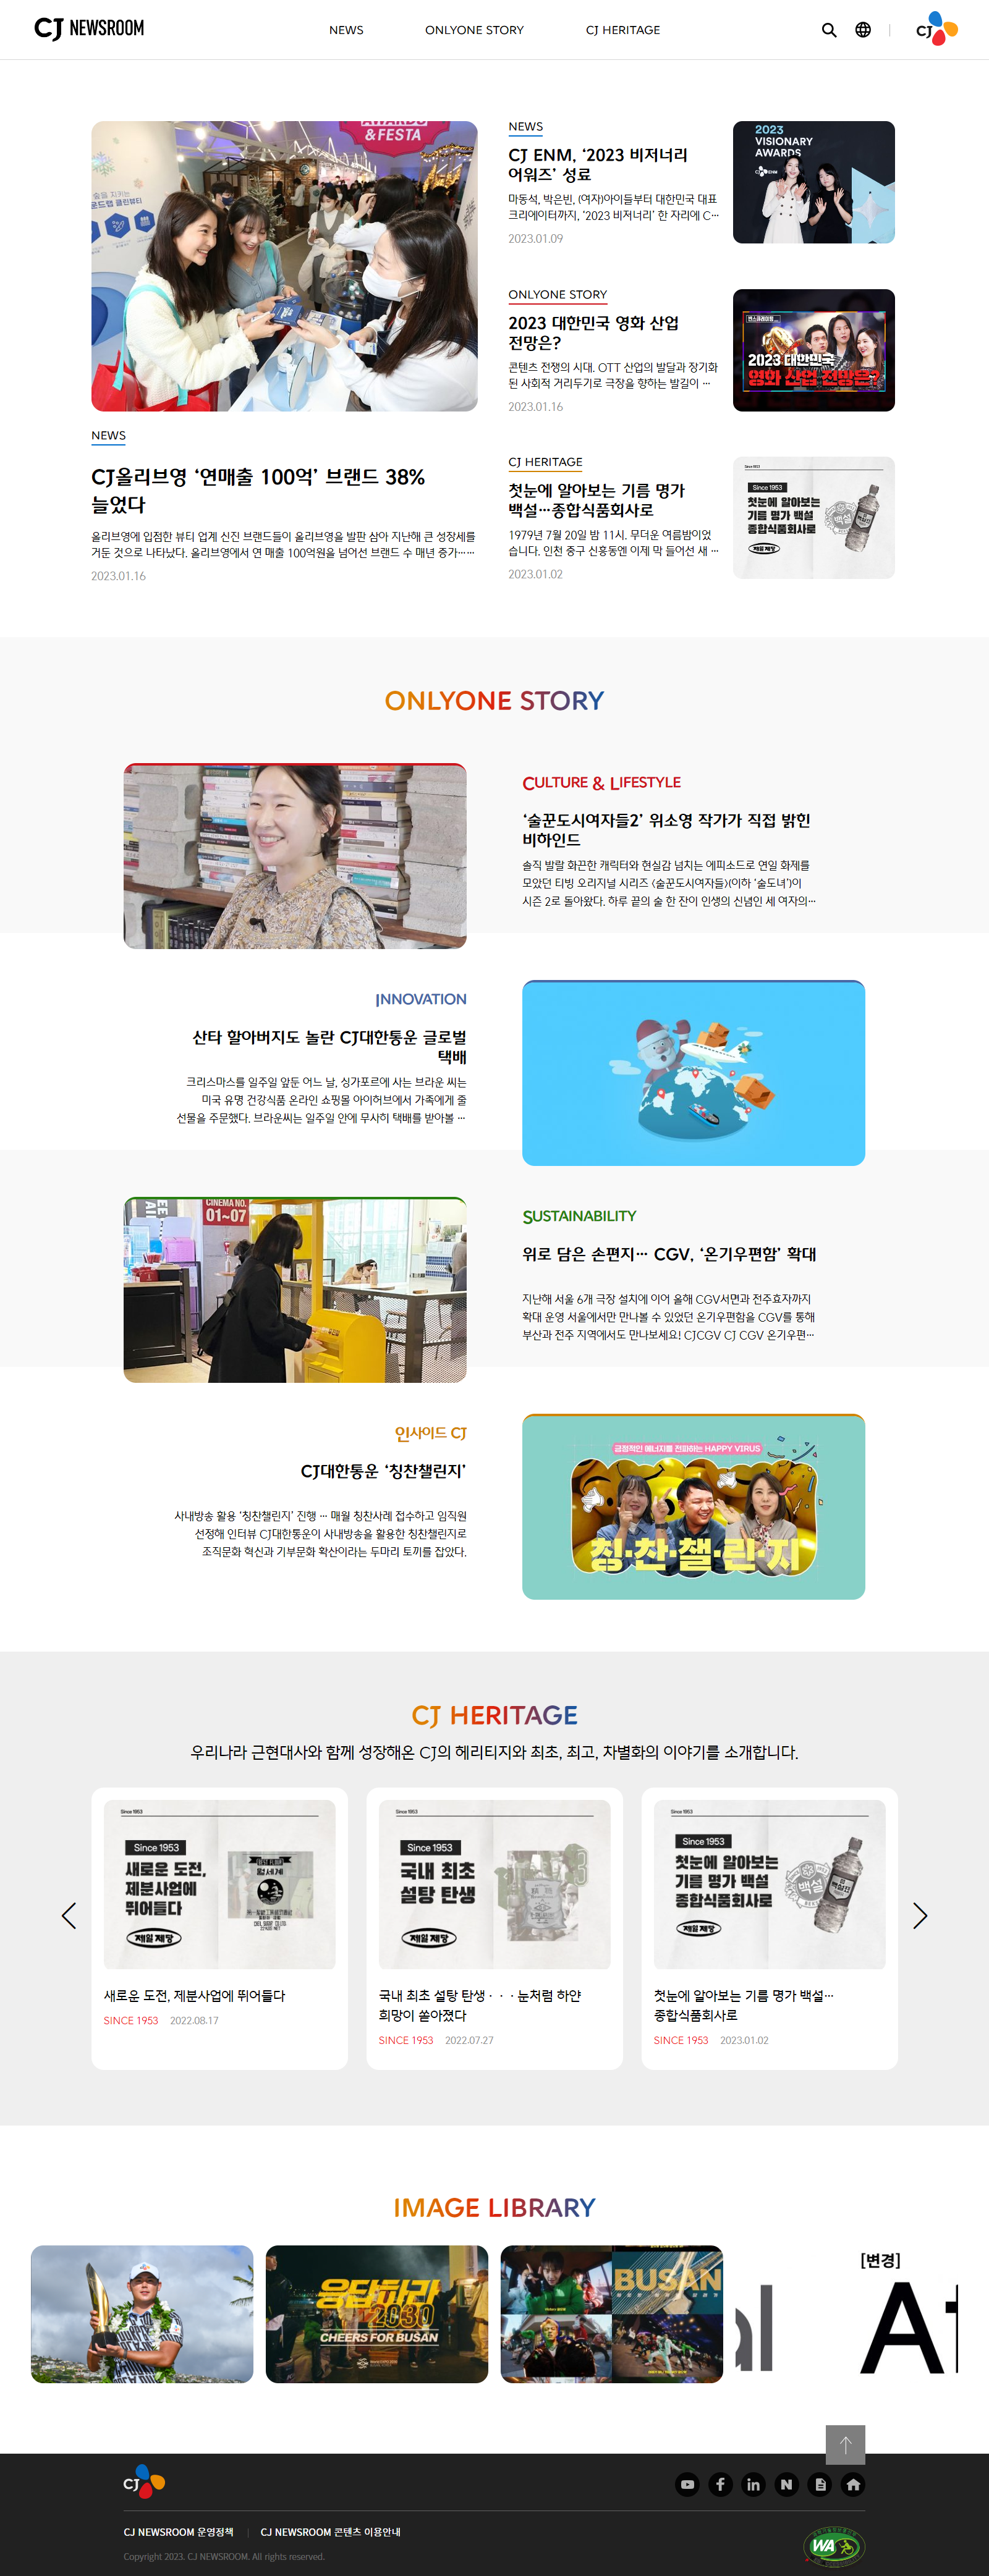 CJ NEWSROOM
NEWS
ONLYONE STORY
CJ HERITAGE
CJ
AWARDS
&FESTA
NEWS
CJ올리브영 ‘연매출 100억’ 브랜드 38%
늘었다
올리브영에 입점한 뷰티 업계 신진 브랜드들이 올리브영을 발판 삼아 지난해 큰 성장세를
거둔 것으로 나타났다. 올리브영에서 연 매출 100억원을 넘어선 브랜드 수 매년 증가……
2023.01.16
NEWS
CJ ENM, ‘2023 비저너리
어워즈’ 성료
마동석, 박은빈, (여자)아이들부터 대한민국 대표
크리에이터까지, ‘2023 비저너리’ 한 자리에 C…
2023.01.09
2023
VISIONARY
AWARDS
CJ ENM
ONLYONE STORY
2023 대한민국 영화 산업
전망은?
콘텐츠 전쟁의 시대. OTT 산업의 발달과 장기화
된 사회적 거리두기로 극장을 향하는 발길이 …
2023.01.16
2023 대한민국
영화 산업 전망은?
CJ HERITAGE
첫눈에 알아보는 기름 명가
백설…종합식품회사로
1979년 7월 20일 밤 11시. 무더운 여름밤이었
습니다. 인천 중구 신흥동엔 이제 막 들어선 새 …
2023.01.02
Since 1953
Since 1953
첫눈에 알아보는
기름 명가 백설
종합식품회사로
제일제당
백설
ONLYONE STORY
CULTURE & LIFESTYLE
‘술꾼도시여자들2’ 위소영 작가가 직접 밝힌
비하인드
솔직 발랄 화끈한 캐릭터와 현실감 넘치는 에피소드로 연일 화제를
모았던 티빙 오리지널 시리즈 <술꾼도시여자들>(이하 ‘술도녀’)이
시즌 2로 돌아왔다. 하루 끝의 술 한 잔이 인생의 신념인 세 여자의…
INNOVATION
산타 할아버지도 놀란 CJ대한통운 글로벌
택배
크리스마스를 일주일 앞둔 어느 날, 싱가포르에 사는 브라운 씨는
미국 유명 건강식품 온라인 쇼핑몰 아이허브에서 가족에게 줄
선물을 주문했다. 브라운씨는 일주일 안에 무사히 택배를 받아볼 …
CINEMA NO.
01~07
SUSTAINABILITY
위로 담은 손편지… CGV, ‘온기우편함’ 확대
지난해 서울 6개 극장 설치에 이어 올해 CGV서면과 전주효자까지
확대 운영 서울에서만 만나볼 수 있었던 온기우편함을 CGV를 통해
부산과 전주 지역에서도 만나보세요! CJCGV CJ CGV 온기우편…
인사이드 CJ
CJ대한통운 ‘칭찬챌린지’
사내방송 활용 ‘칭찬챌린지’ 진행 … 매월 칭찬사례 접수하고 임직원
선정해 인터뷰 CJ대한통운이 사내방송을 활용한 칭찬챌린지로
조직문화 혁신과 기부문화 확산이라는 두마리 토끼를 잡았다.
긍정적인 에너지를 전파하는 HAPPY VIRUS
칭·찬·챌·린·지
CJ HERITAGE
우리나라 근현대사와 함께 성장해온 CJ의 헤리티지와 최초, 최고, 차별화의 이야기를 소개합니다.
Since 1953
Since 1953
새로운 도전,
제분사업에
뛰어들다
제일제당
새로운 도전, 제분사업에 뛰어들다
SINCE 1953 2022.08.17
Since 1953
Since 1953
국내 최초
설탕 탄생
제일제당
국내 최초 설탕 탄생···눈처럼 하얀
희망이 쏟아졌다
SINCE 1953 2022.07.27
Since 1953
Since 1953
첫눈에 알아보는
기름 명가 백설
종합식품회사로
제일제당
백설
첫눈에 알아보는 기름 명가 백설…
종합식품회사로
SINCE 1953 2023.01.02
IMAGE LIBRARY
응답하라
2030
CHEERS FOR BUSAN
BUSAN
[변경]
al
Af
CJ
CJ NEWSROOM 운영정책
CJ NEWSROOM 콘텐츠 이용안내
Copyright 2023. CJ NEWSROOM. All rights reserved.
WA